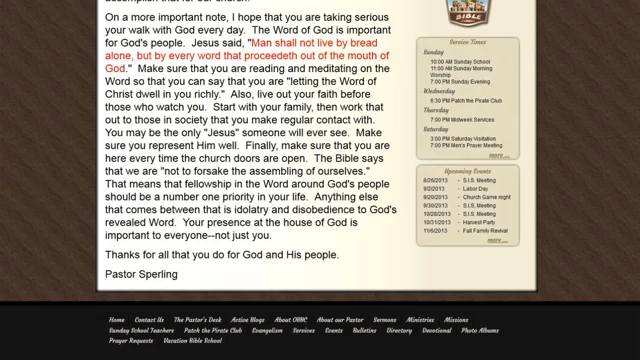 accomplish that for our church.
On a more important note, I hope that you are taking serious
your walk with God every day. The Word of God is important
for God's people. Jesus said, "Man shall not live by bread
alone, but by every word that proceedeth out of the mouth of
God." Make sure that you are reading and meditating on the
Word so that you can say that you are "letting the Word of
Christ dwell in you richly." Also, live out your faith before
those who watch you. Start with your family, then work that
out to those in society that you make regular contact with.
You may be the only "Jesus" someone will ever see. Make
sure you represent Him well. Finally, make sure that you are
here every time the church doors are open. The Bible says
that we are "not to forsake the assembling of ourselves."
That means that fellowship in the Word around God's people
should be a number one priority in your life. Anything else
that comes between that is idolatry and disobedience to God's
revealed Word. Your presence at the house of God is
important to everyone--not just you.
Thanks for all that you do for God and His people.
Pastor Sperling
BIBLE
Service Times
Sunday
10:00 AM Sunday School
11:00 AM Sunday Morning
Worship
7:00 PM Sunday Evening
Wednesday
6:30 PM Patch the Pirate Club
Thursday
7:00 PM Midweek Services
Saturday
3:00 PM Saturday Visitation
7:00 PM Men's Prayer Meeting
more....
Upcoming Events
8/26/2013 - S.I.S. Meeting
9/2/2013 - Labor Day
9/20/2013 - Church Game night
9/30/2013 - S.I.S. Meeting
10/28/2013 - S.I.S. Meeting
10/31/2013 - Harvest Party
11/6/2013 - Fall Family Revival
more....
Home Contact Us The Pastor's Desk Active Blogs About OBBC About our Pastor Sermons Ministries Missions
Sunday School Teachers Patch the Pirate Club Evangelism Services Events Bulletins Directory Devotional Photo Albums
Prayer Requests Vacation Bible School